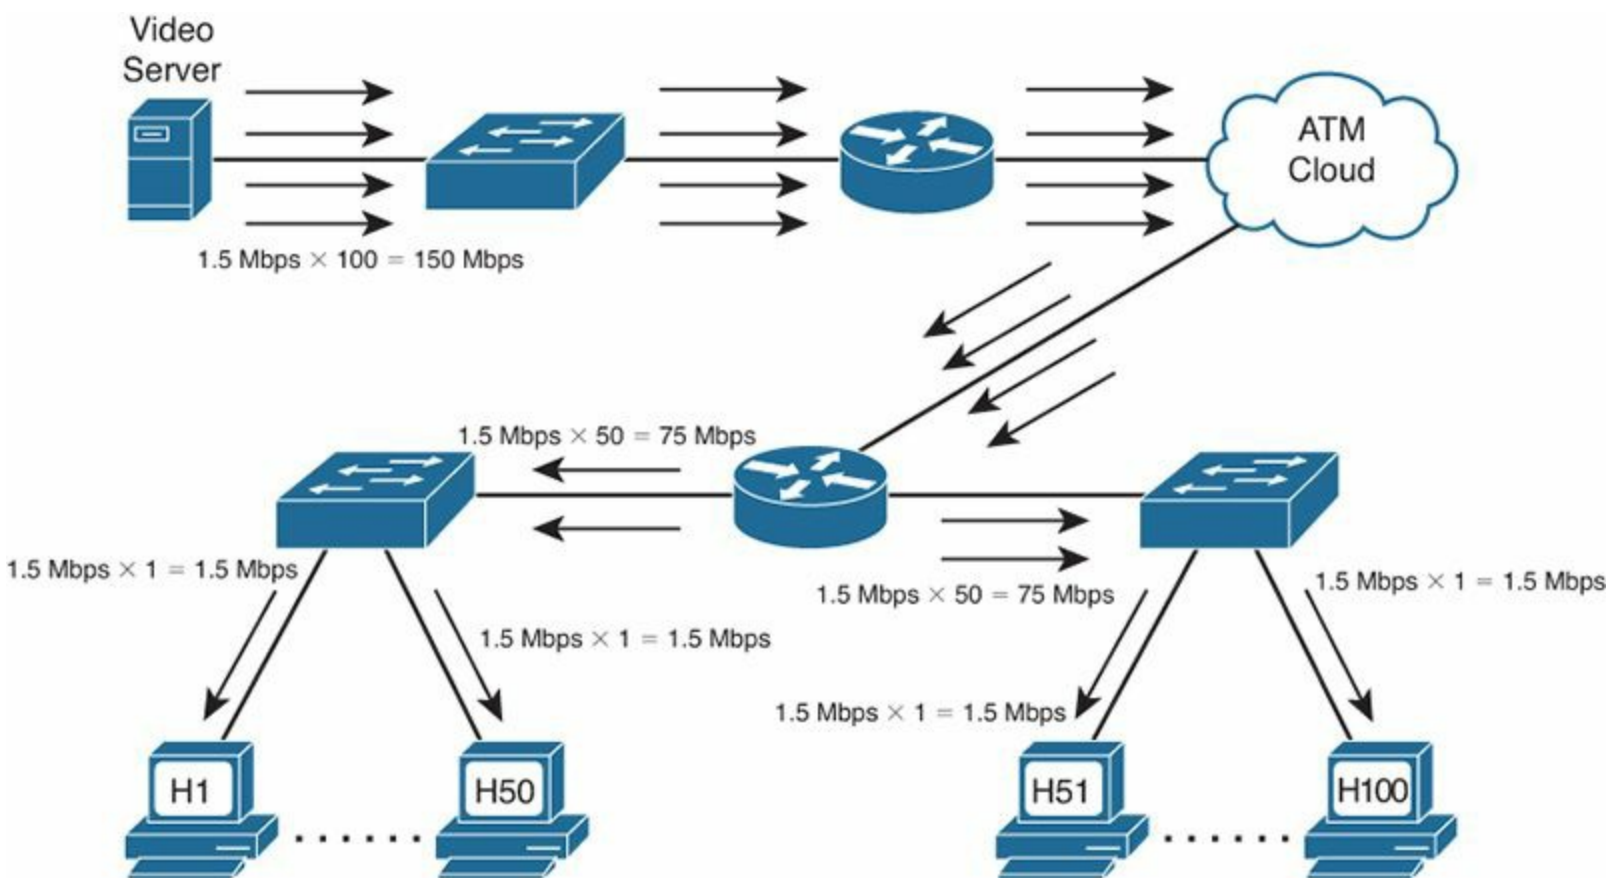 Video
Server
ATM
Cloud
1.5 Mbps × 100 = 150 Mbps
1.5 Mbps × 50 = 75 Mbps
1.5 Mbps × 1 = 1.5 Mbps
1.5 Mbps × 50 = 75 Mbps
1.5 Mbps × 1 = 1.5 Mbps
1.5 Mbps × 1 = 1.5 Mbps
1.5 Mbps × 1 = 1.5 Mbps
H1
H50
H51
H100